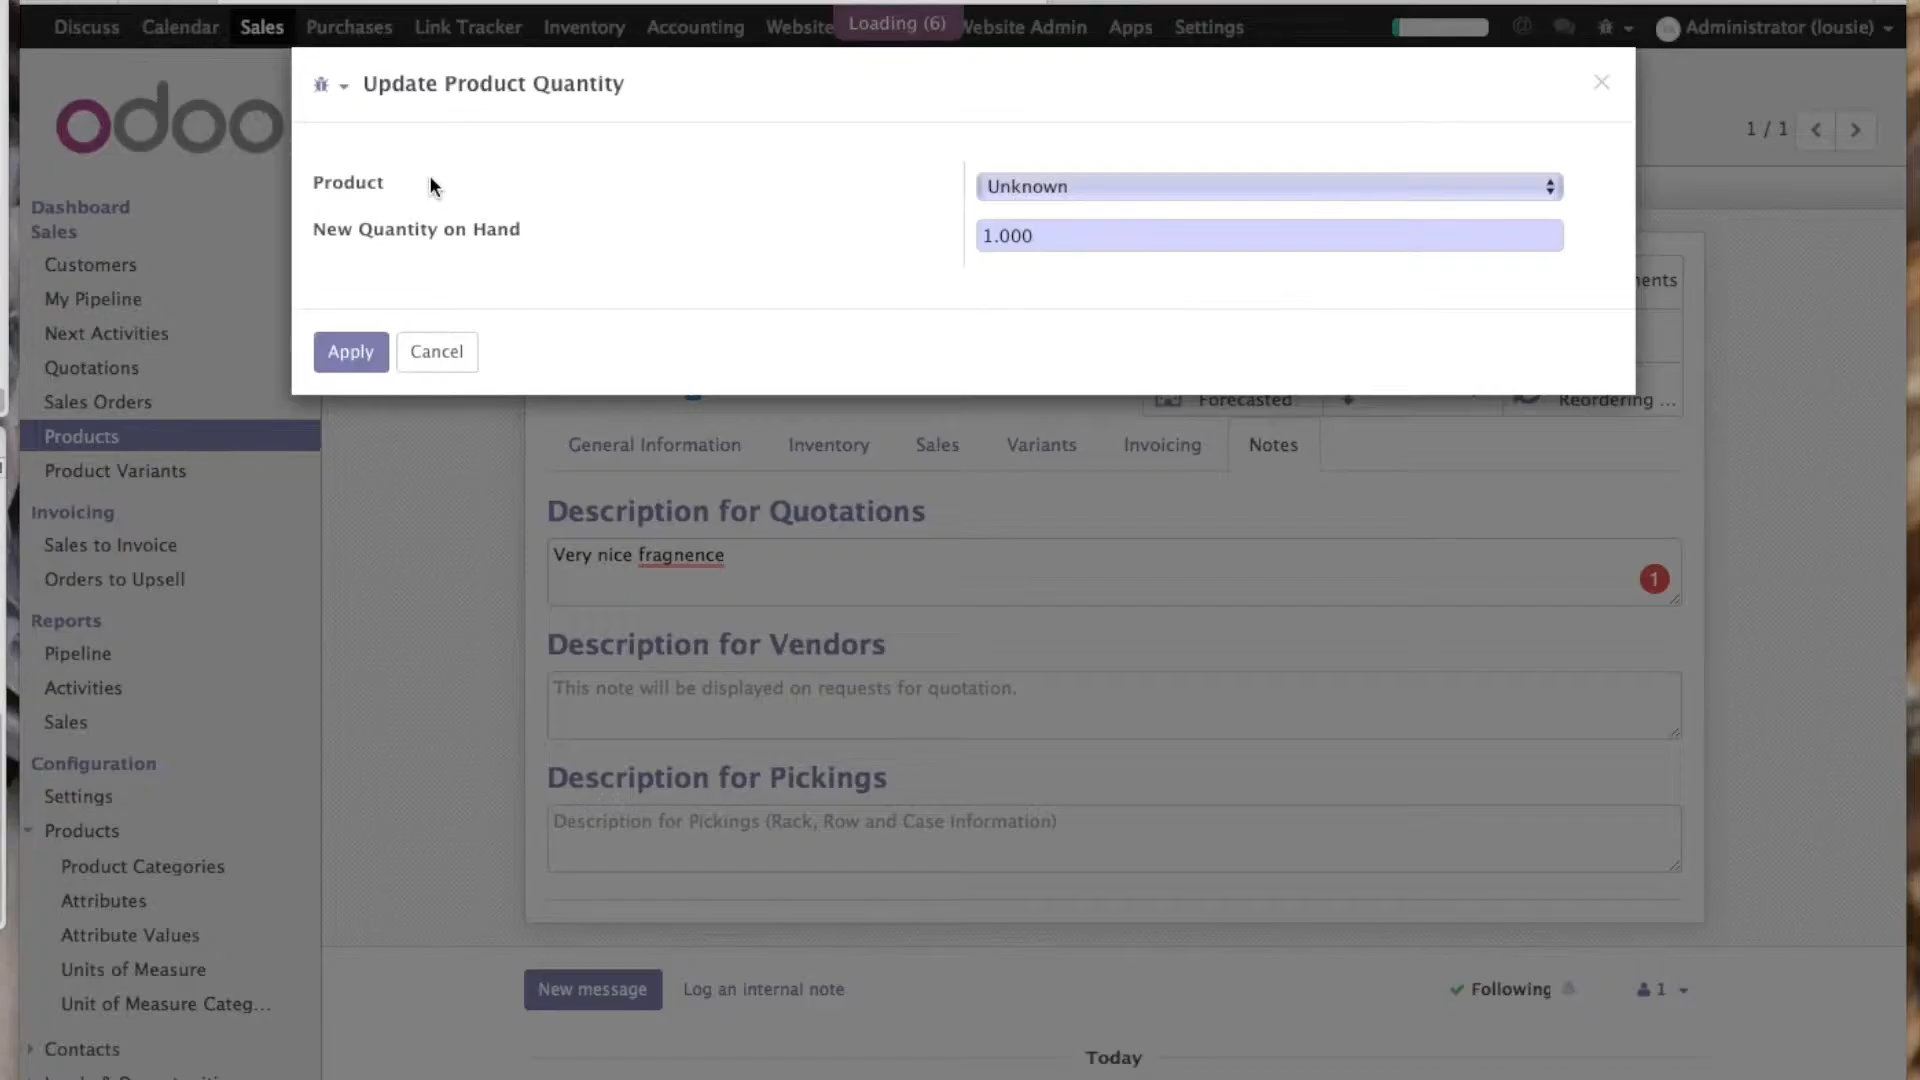 Discuss Calendar Sales Purchases Link Tracker Inventory Accounting Website Loading (6) Website Admin Apps Settings Administrator (lousie)
Update Product Quantity
odoo
1 / 1
Product
Unknown
New Quantity on Hand
1.000
Apply Cancel
Dashboard
Sales
Customers
My Pipeline
Next Activities
Quotations
Sales Orders
Products
Product Variants
Invoicing
Sales to Invoice
Orders to Upsell
Reports
Pipeline
Activities
Sales
Configuration
Settings
Products
Product Categories
Attributes
Attribute Values
Units of Measure
Unit of Measure Categ...
Contacts
ments
Forecasted Reordering ...
General Information Inventory Sales Variants Invoicing Notes
Description for Quotations
Very nice fragnence
1
Description for Vendors
This note will be displayed on requests for quotation.
Description for Pickings
Description for Pickings (Rack, Row and Case information)
New message Log an internal note Following 1
Today